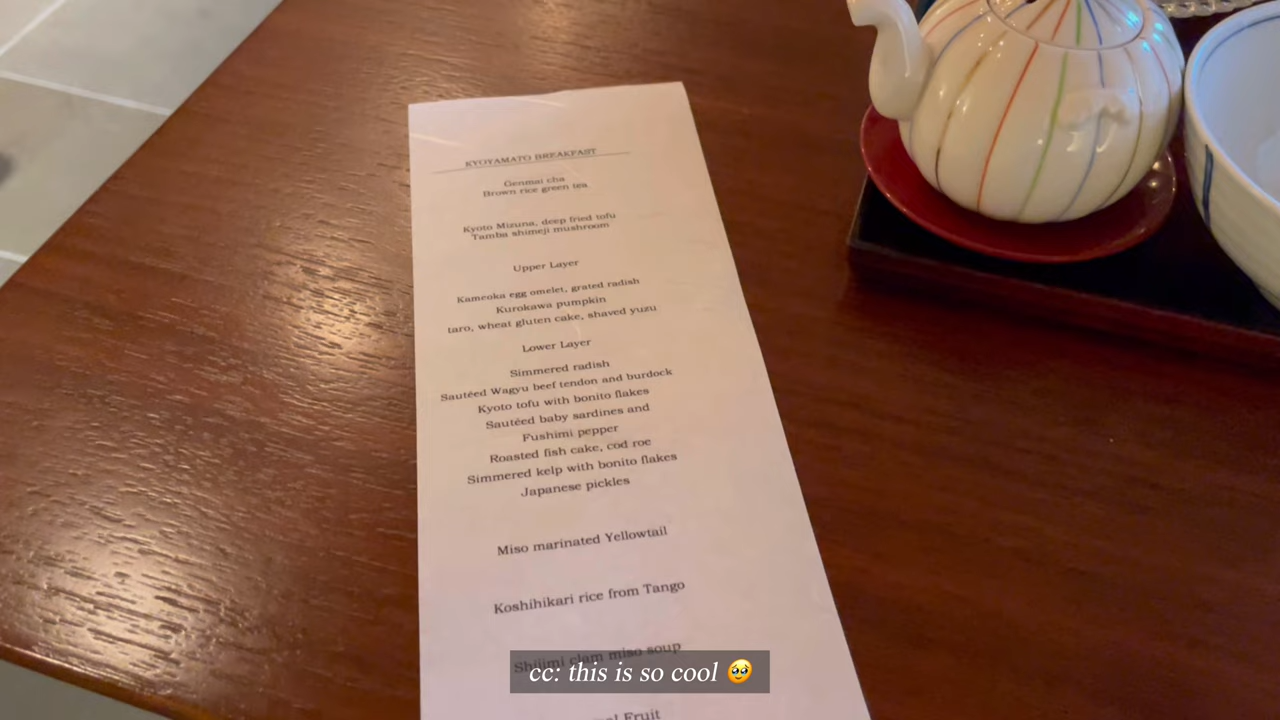 KYOYAMATO BREAKFAST
Genmai cha
Brown rice green tea
Kyoto Mizuna, deep fried tofu
Tamba shimeji mushroom
Upper Layer
Kameoka egg omelet, grated radish
Kurokawa pumpkin
taro, wheat gluten cake, shaved yuzu
Lower Layer
Simmered radish
Sautéed Wagyu beef tendon and burdock
Kyoto tofu with bonito flakes
Sautéed baby sardines and
Fushimi pepper
Roasted fish cake, cod roe
Simmered kelp with bonito flakes
Japanese pickles
Miso marinated Yellowtail
Koshihikari rice from Tango
Shijimi clam miso soup
cc: this is so cool 🥹
Fruit